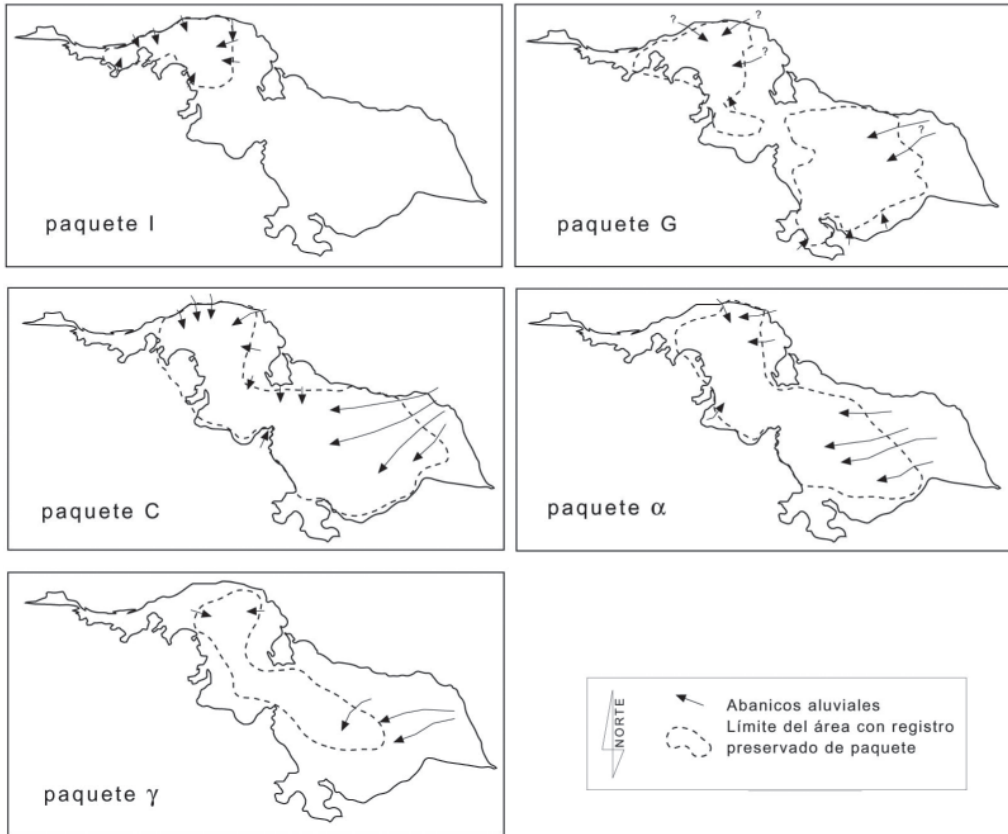 ?
?
?
?
paquete I
paquete G
paquete C
paquete α
paquete γ
NORTE
Abanicos aluviales
Límite del área con registro
preservado de paquete